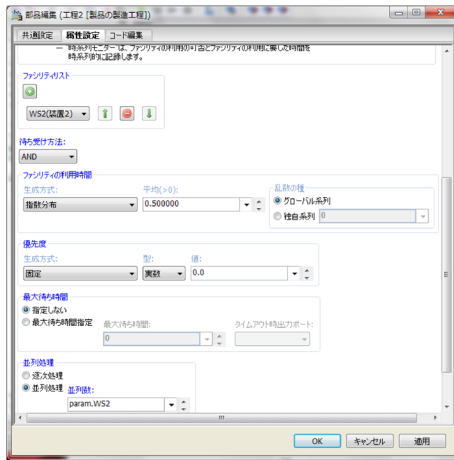 部品編集 (工程2 [製品の製造工程])
共通設定 属性設定 コード編集
ー 時系列モニターは、ファシリティの利用の可否とファシリティの利用に要した時間を
時系列的に記録します。
ファシリティリスト
WS2(装置2)
待ち受け方法:
AND
ファシリティの利用時間
生成方式: 平均(>0): 乱数の種
指数分布 0.500000 グローバル系列
独自系列 0
優先度
生成方式: 型: 値:
固定 実数 0.0
最大待ち時間
指定しない
最大待ち時間指定 最大待ち時間: タイムアウト時出力ポート:
0
並列処理
逐次処理
並列処理 並列数:
param.WS2
OK キャンセル 適用